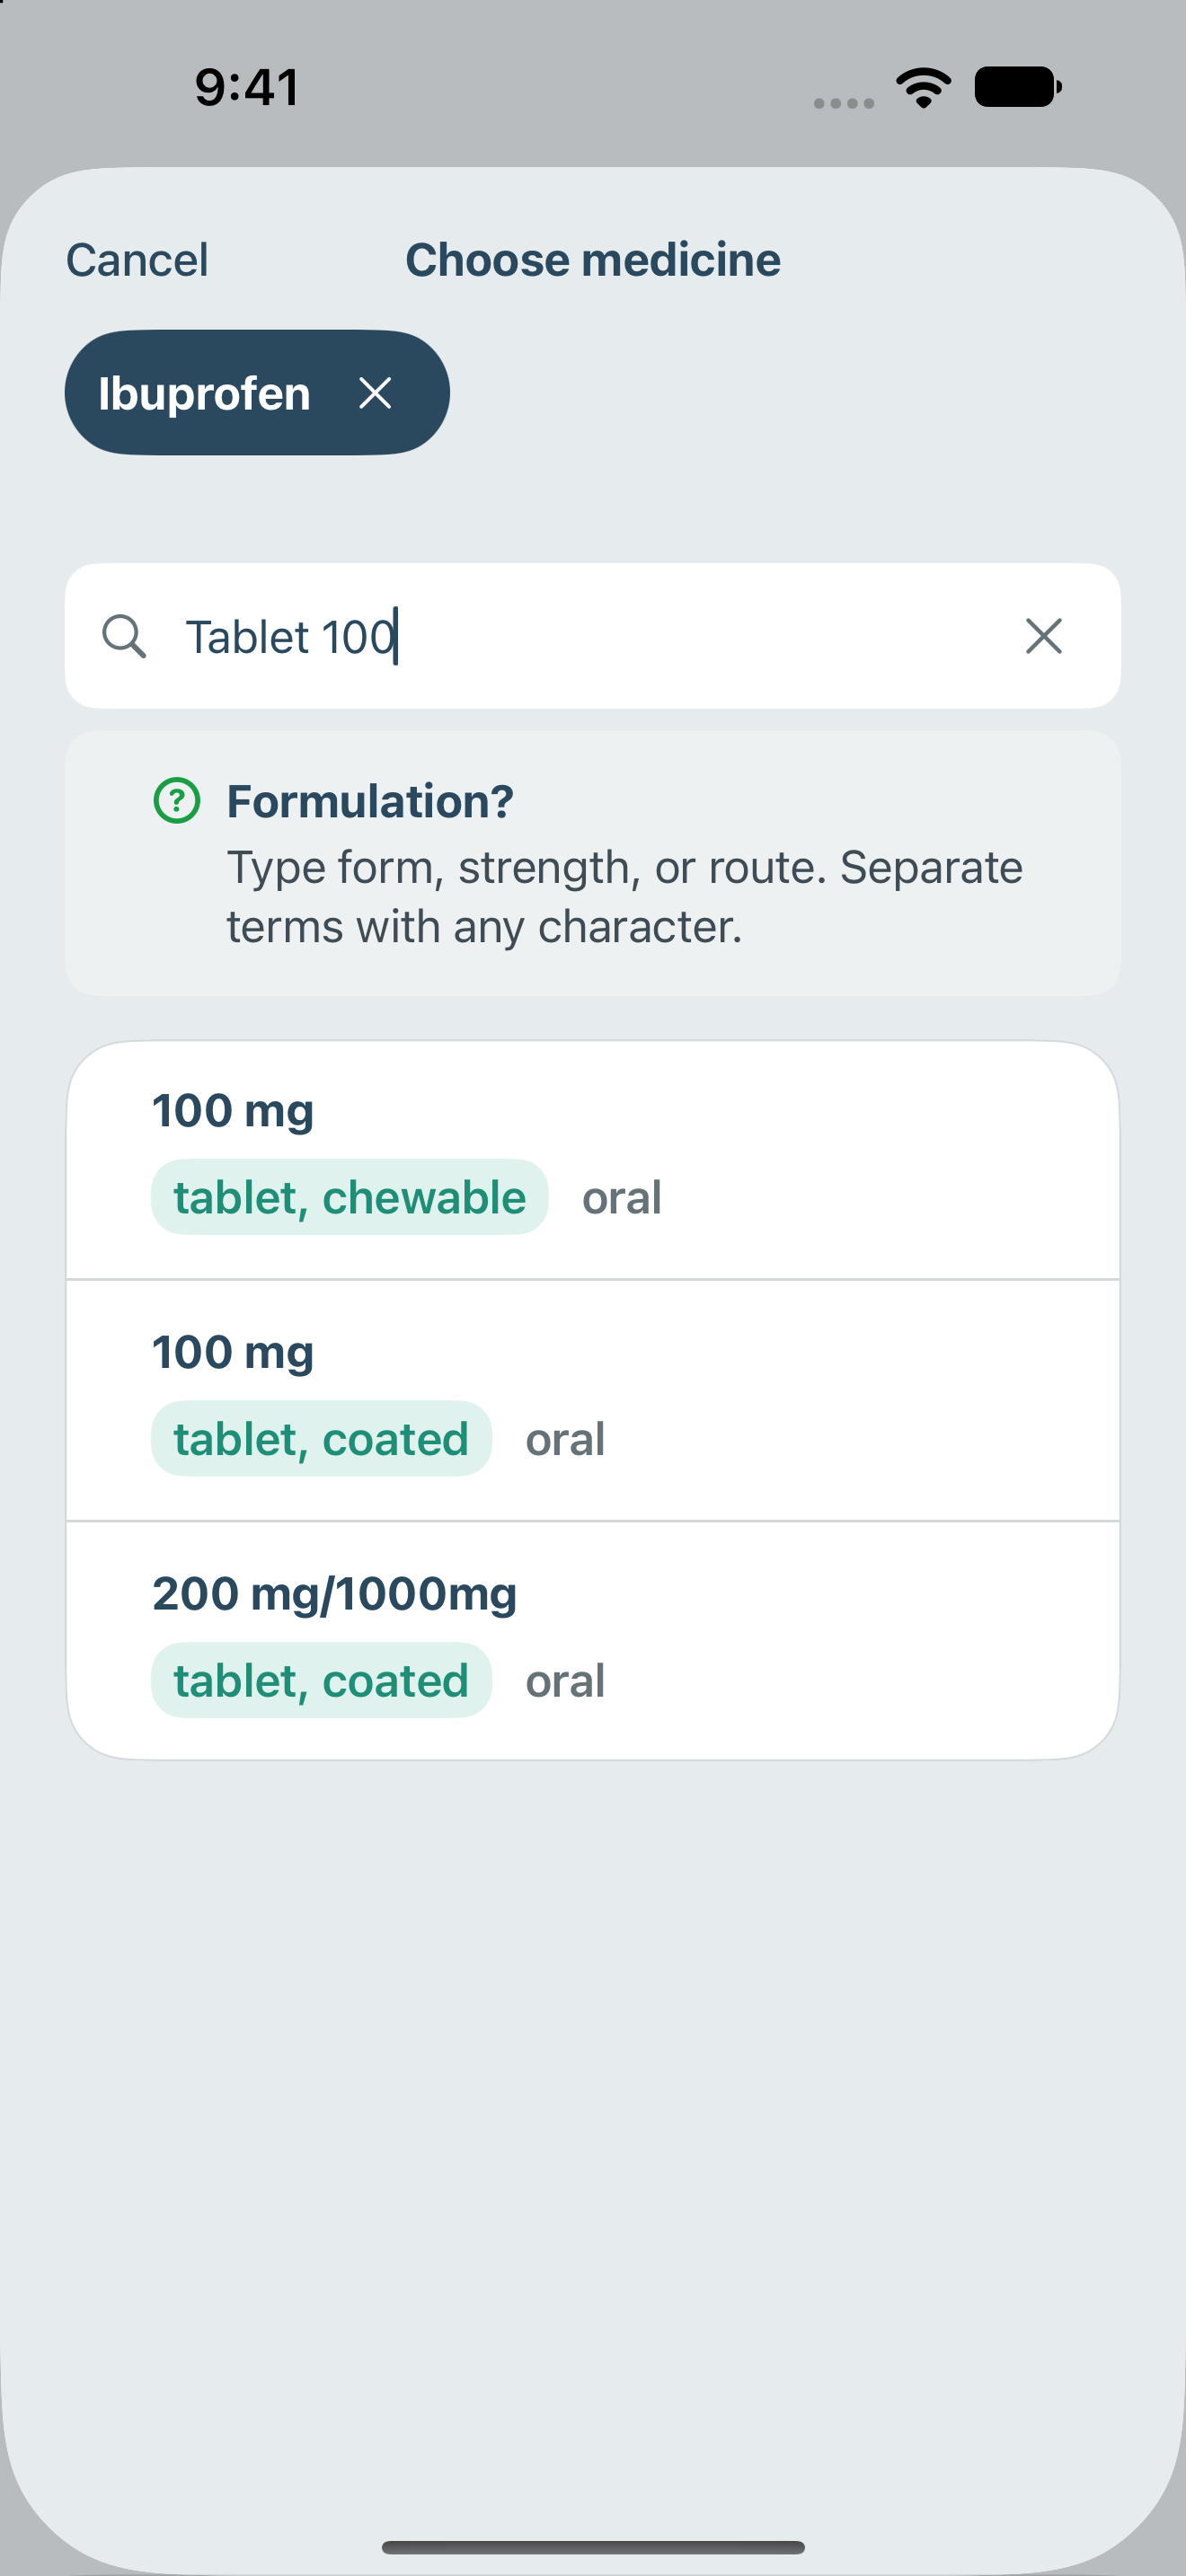 9:41
Cancel
Choose medicine
Ibuprofen
Tablet 100
Formulation?
Type form, strength, or route. Separate
terms with any character.
100 mg
tablet, chewable oral
100 mg
tablet, coated oral
200 mg/1000mg
tablet, coated oral